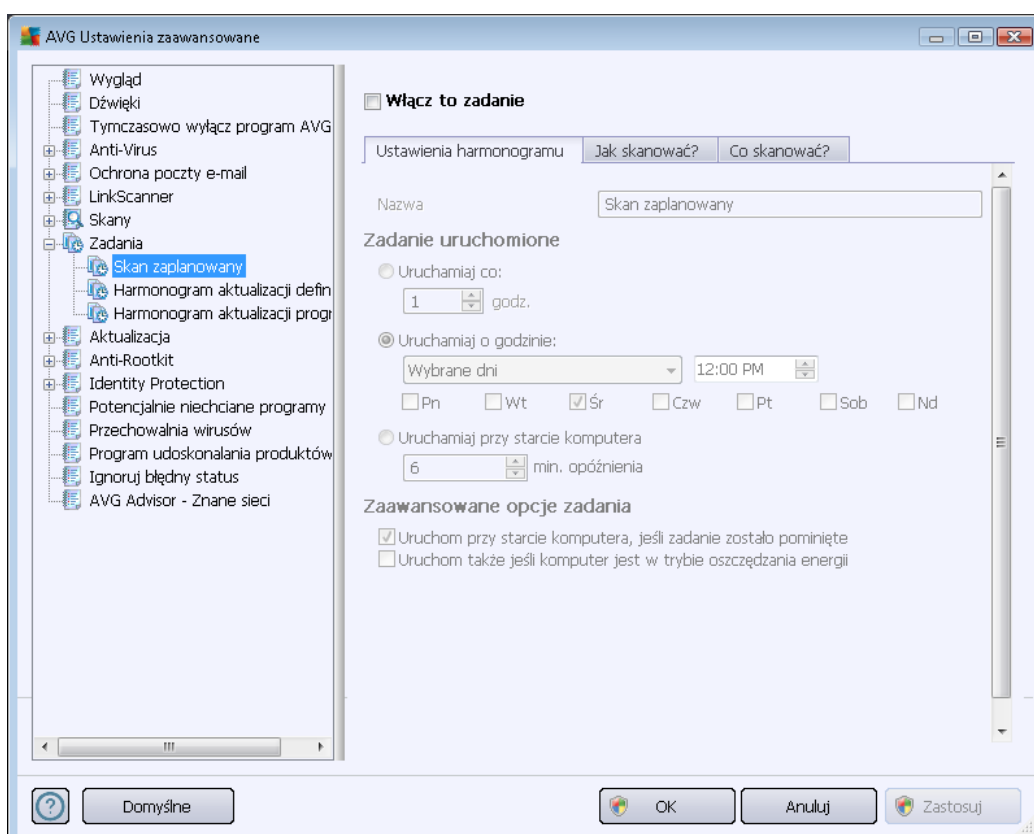 AVG Ustawienia zaawansowane
Wygląd
Dźwięki
Tymczasowo wyłącz program AVG
Anti-Virus
Ochrona poczty e-mail
LinkScanner
Skany
Zadania
Skan zaplanowany
Harmonogram aktualizacji defin
Harmonogram aktualizacji progr
Aktualizacja
Anti-Rootkit
Identity Protection
Potencjalnie niechciane programy
Przechowalnia wirusów
Program udoskonalania produktów
Ignoruj błędny status
AVG Advisor - Znane sieci
Włącz to zadanie
Ustawienia harmonogramu Jak skanować? Co skanować?
Nazwa Skan zaplanowany
Zadanie uruchomione
Uruchamiaj co:
1 godz.
Uruchamiaj o godzinie:
Wybrane dni 12:00 PM
Pn Wt Śr Czw Pt Sob Nd
Uruchamiaj przy starcie komputera
6 min. opóźnienia
Zaawansowane opcje zadania
Uruchom przy starcie komputera, jeśli zadanie zostało pominięte
Uruchom także jeśli komputer jest w trybie oszczędzania energii
? Domyślne OK Anuluj Zastosuj